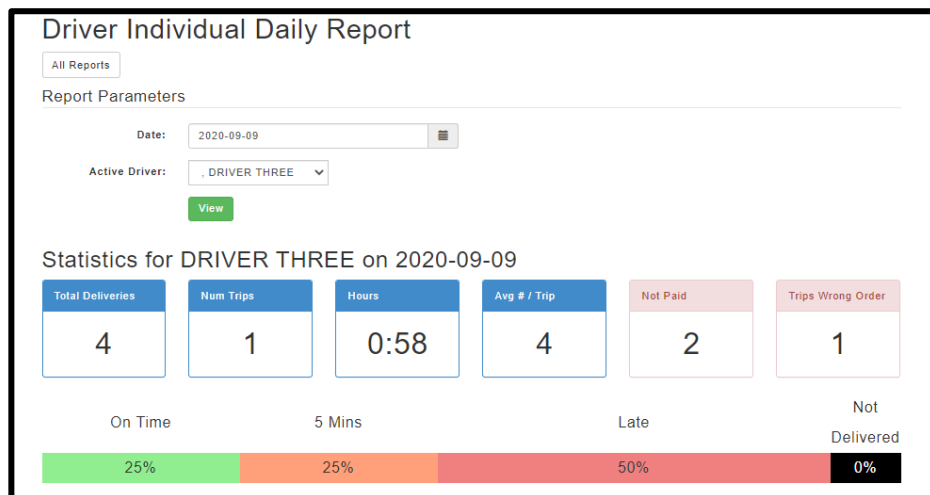 Driver Individual Daily Report
All Reports
Report Parameters
Date: 2020-09-09
Active Driver: , DRIVER THREE
View
Statistics for DRIVER THREE on 2020-09-09
Total Deliveries Num Trips Hours Avg # / Trip Not Paid Trips Wrong Order
4 1 0:58 4 2 1
On Time 5 Mins Late Not Delivered
25% 25% 50% 0%